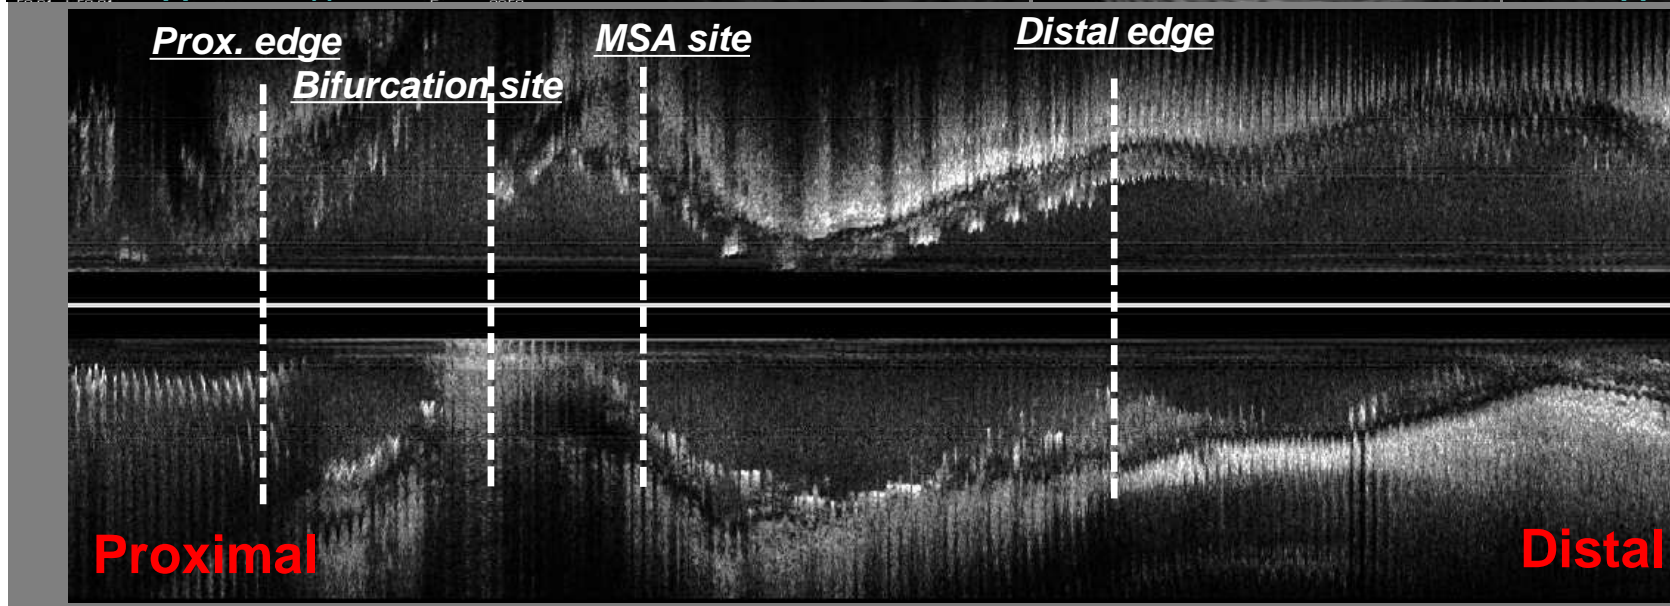 Prox. edge
Bifurcation site
MSA site
Distal edge
Proximal
Distal